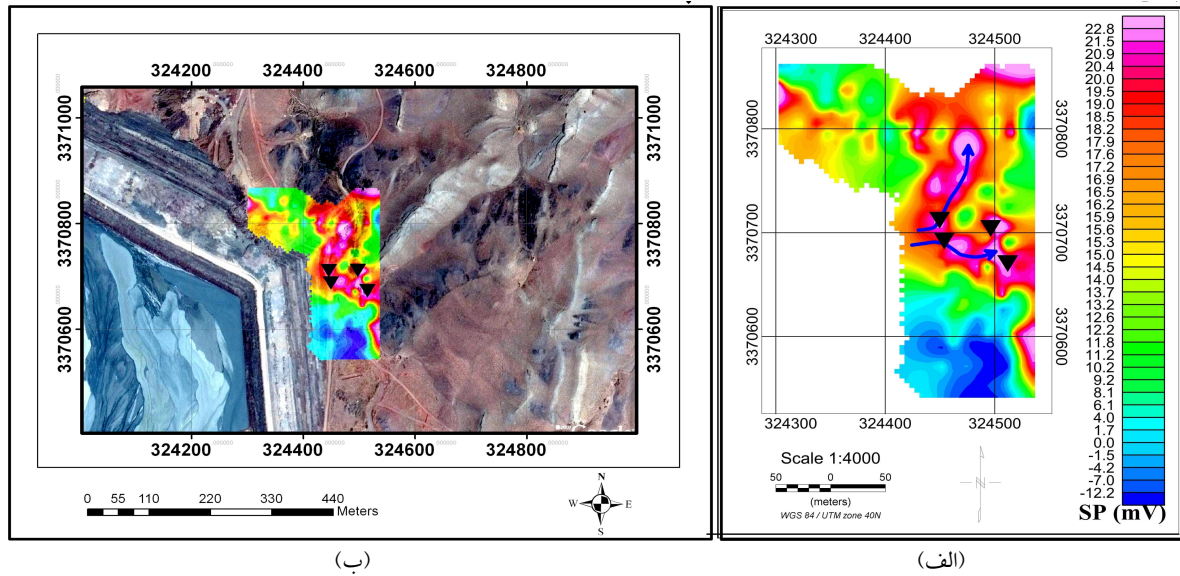 324200 324400 324600 324800
3371000
3370800
3370600
3371000
3370800
3370600
324200 324400 324600 324800
0 55 110 220 330 440
Meters
N
W E
S
(ب)
324300 324400 324500
3370800
3370700
3370600
3370800
3370700
3370600
324300 324400 324500
Scale 1:4000
50 0 50
(meters)
WGS 84 / UTM zone 40N
N
22.8
21.5
20.9
20.4
20.0
19.5
19.0
18.5
18.2
17.9
17.6
17.2
16.9
16.5
16.2
15.9
15.6
15.3
15.0
14.5
14.0
13.7
13.2
12.6
12.2
11.8
11.2
10.2
9.2
8.1
6.1
4.0
1.7
0.0
-1.5
-4.2
-7.0
-12.2
SP (mV)
(الف)